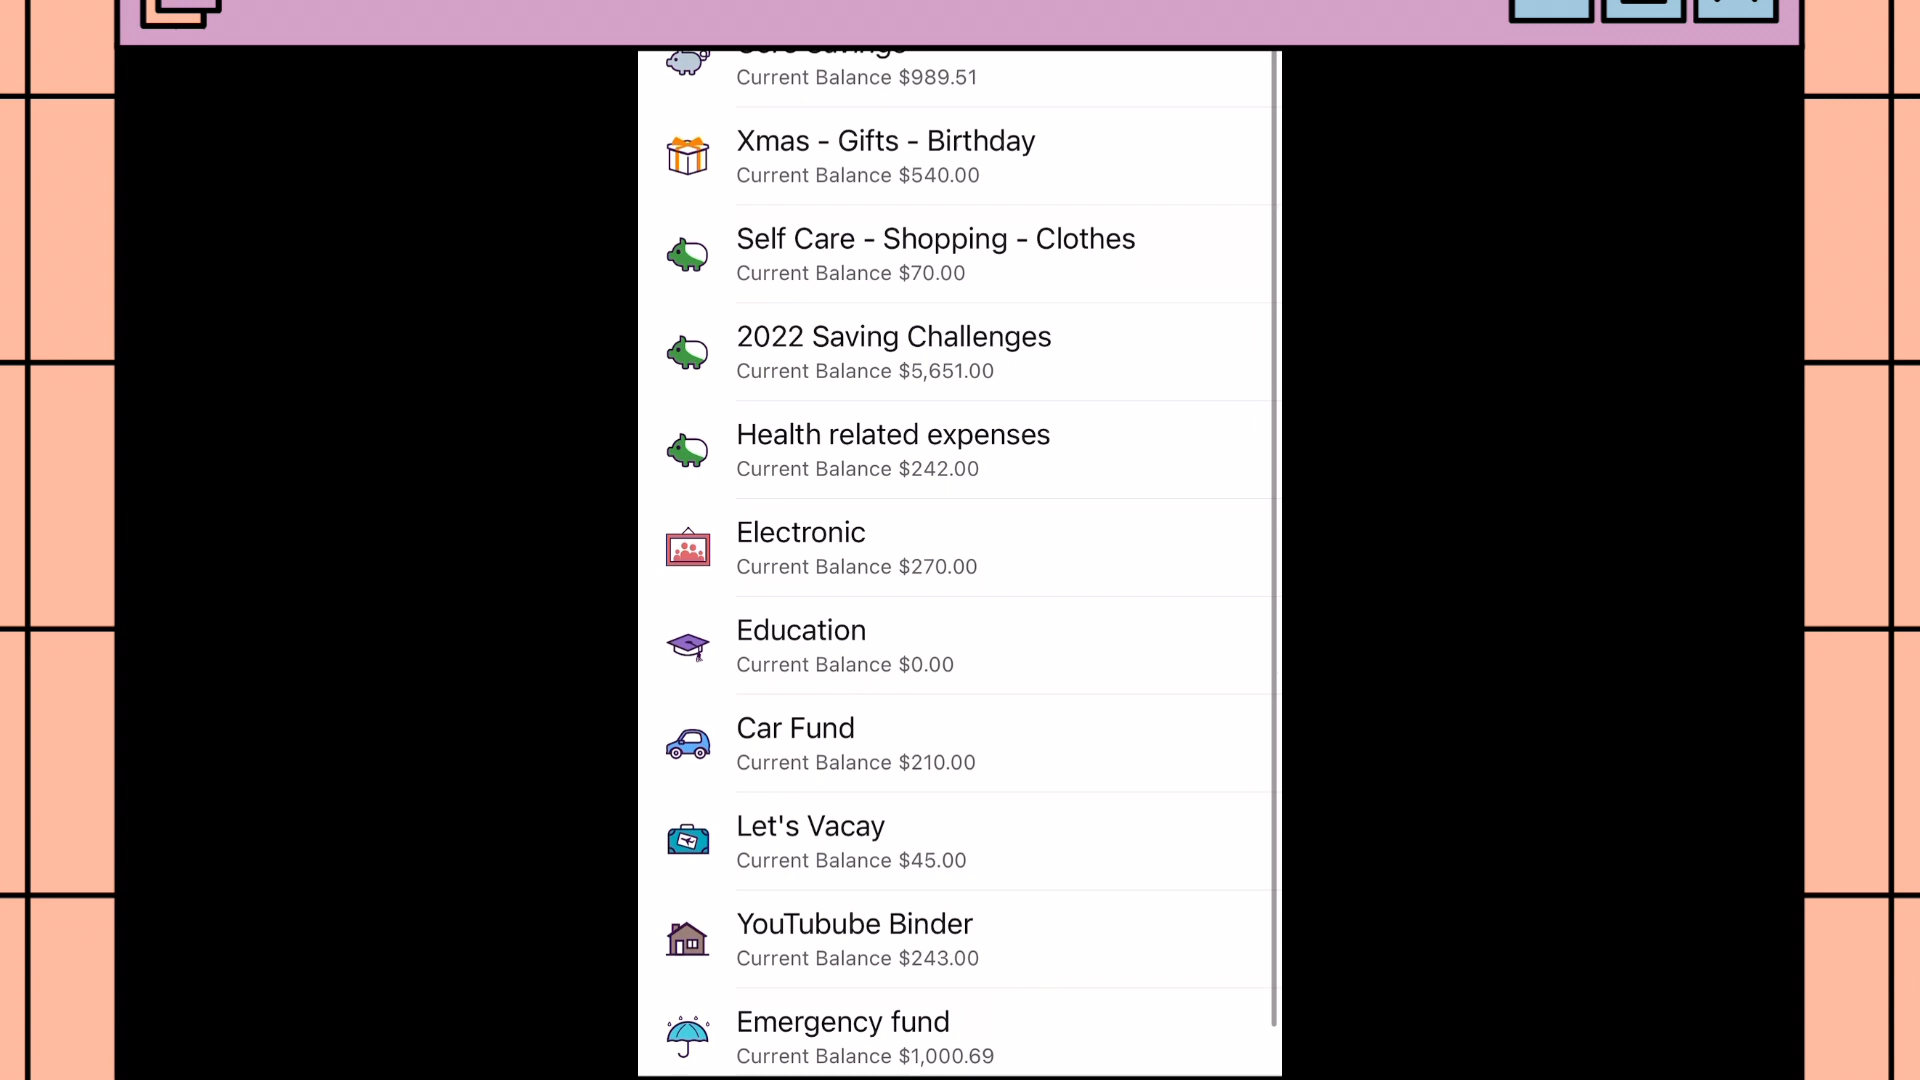 Current Balance $989.51
Xmas - Gifts - Birthday
Current Balance $540.00
Self Care - Shopping - Clothes
Current Balance $70.00
2022 Saving Challenges
Current Balance $5,651.00
Health related expenses
Current Balance $242.00
Electronic
Current Balance $270.00
Education
Current Balance $0.00
Car Fund
Current Balance $210.00
Let's Vacay
Current Balance $45.00
YouTubube Binder
Current Balance $243.00
Emergency fund
Current Balance $1,000.69